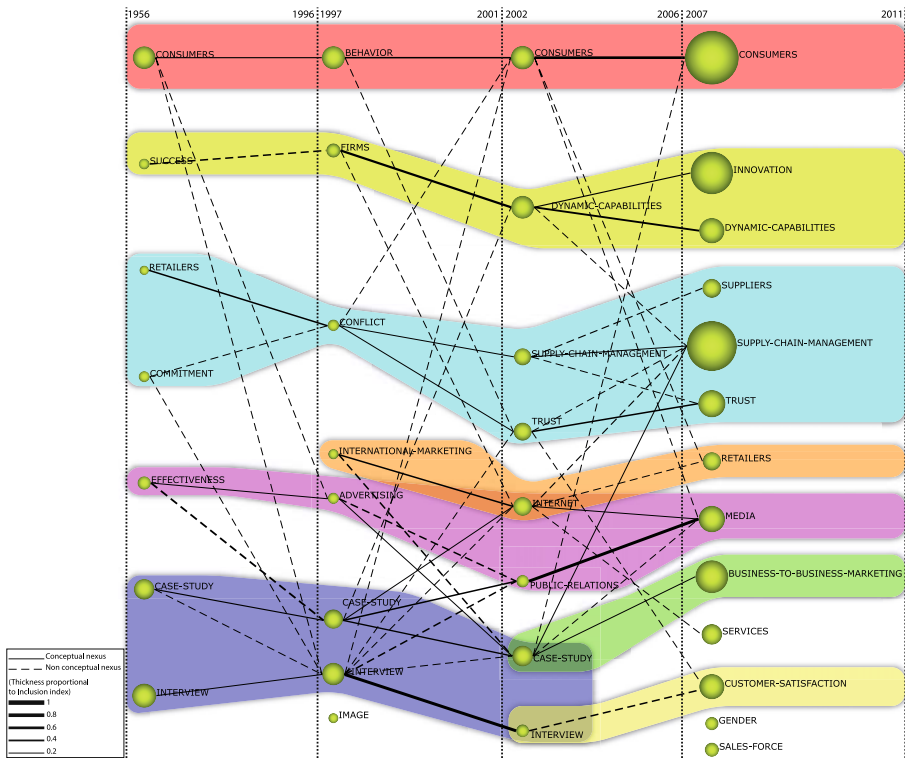 1956 1996 1997 2001 2002 2006 2007 2011
CONSUMERS BEHAVIOR CONSUMERS CONSUMERS
SUCCESS FIRMS DYNAMIC-CAPABILITIES INNOVATION
DYNAMIC-CAPABILITIES
RETAILERS CONFLICT SUPPLY-CHAIN-MANAGEMENT SUPPLIERS
SUPPLY-CHAIN-MANAGEMENT
COMMITMENT TRUST TRUST
INTERNATIONAL-MARKETING INTERNET RETAILERS
EFFECTIVENESS ADVERTISING PUBLIC-RELATIONS MEDIA
CASE-STUDY CASE-STUDY CASE-STUDY BUSINESS-TO-BUSINESS-MARKETING
SERVICES
INTERVIEW INTERVIEW INTERVIEW CUSTOMER-SATISFACTION
IMAGE GENDER
SALES-FORCE
Conceptual nexus
Non conceptual nexus
(Thickness proportional
to Inclusion index)
1
0.8
0.6
0.4
0.2